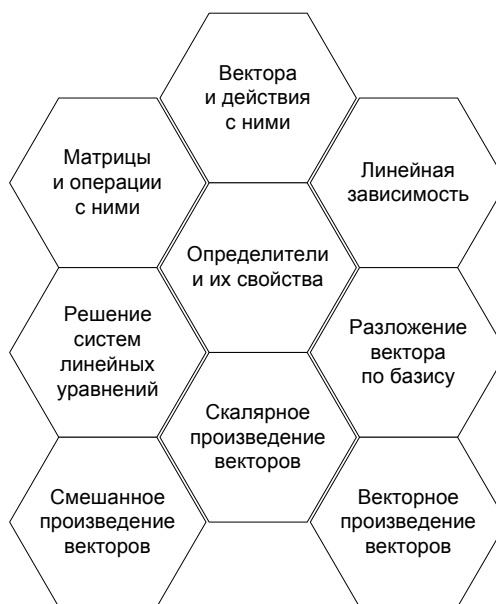 Вектора
и действия
с ними
Матрицы
и операции
с ними
Линейная
зависимость
Определители
и их свойства
Решение
систем
линейных
уравнений
Разложение
вектора
по базису
Скалярное
произведение
векторов
Смешанное
произведение
векторов
Векторное
произведение
векторов